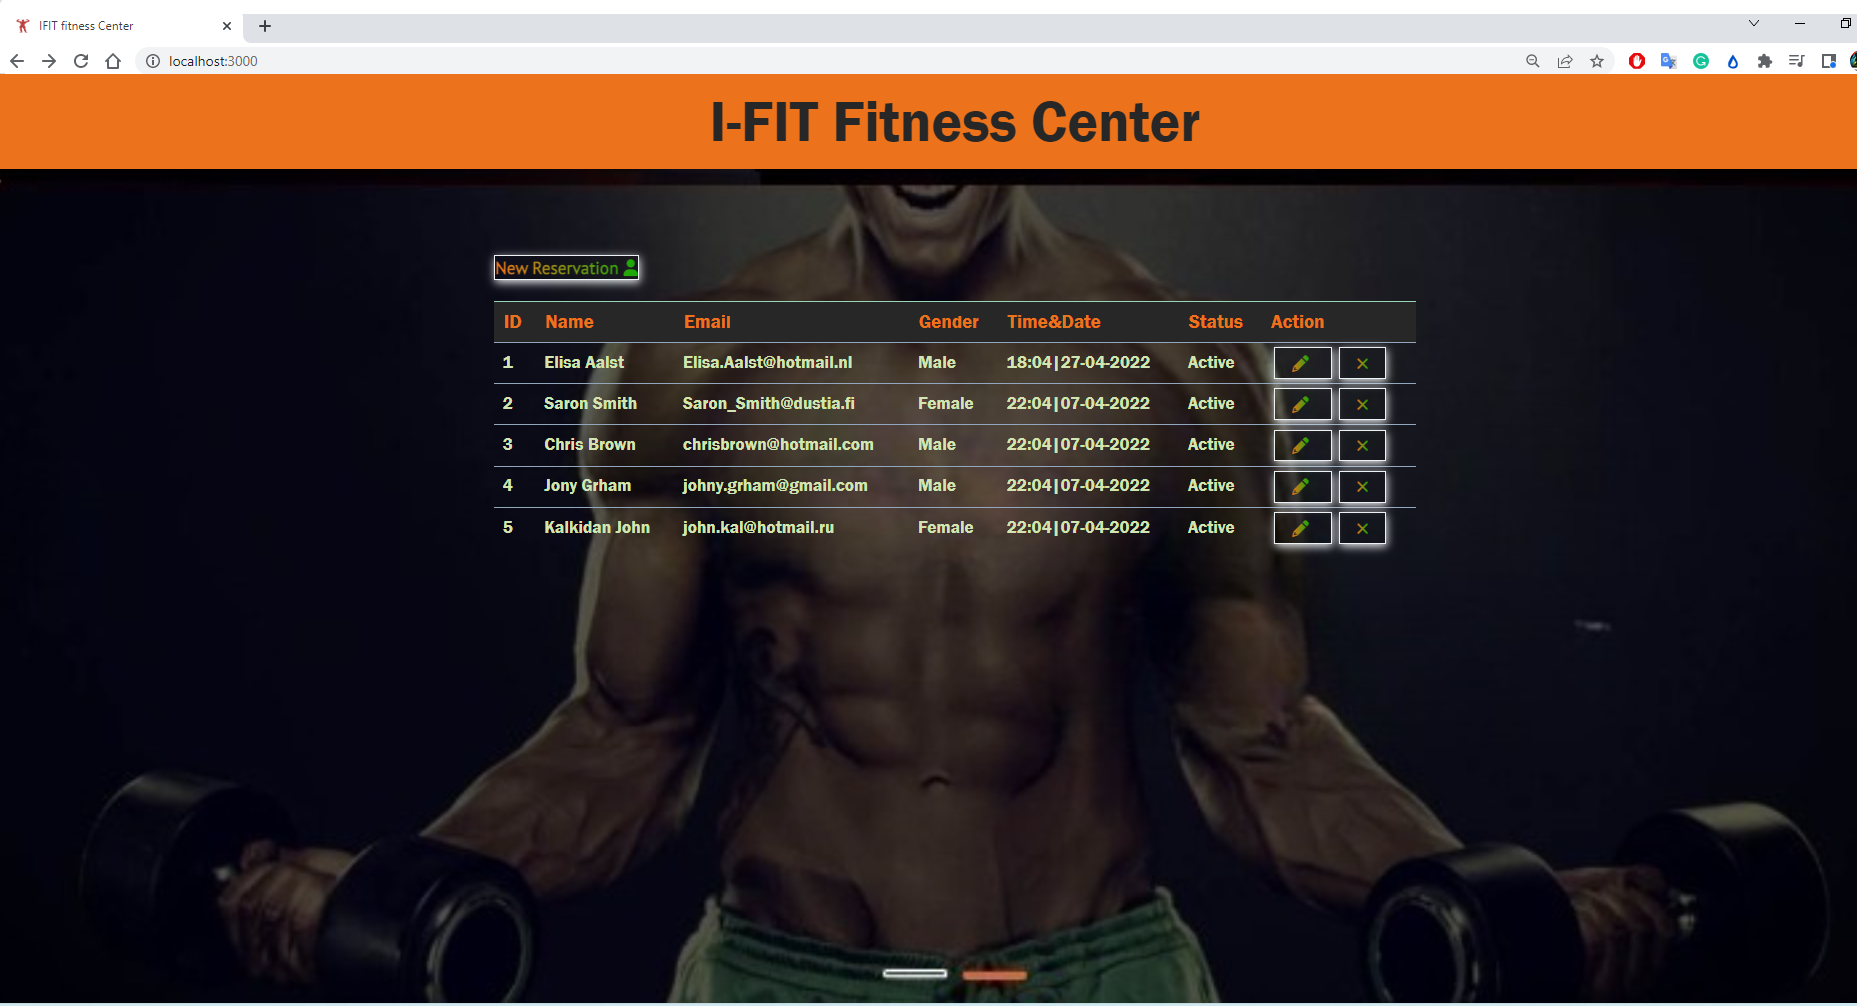 IFIT fitness Center
localhost:3000
I-FIT Fitness Center
New Reservation
ID Name Email Gender Time&Date Status Action
1 Elisa Aalst Elisa.Aalst@hotmail.nl Male 18:04|27-04-2022 Active
2 Saron Smith Saron_Smith@dustia.fi Female 22:04|07-04-2022 Active
3 Chris Brown chrisbrown@hotmail.com Male 22:04|07-04-2022 Active
4 Jony Grham johny.grham@gmail.com Male 22:04|07-04-2022 Active
5 Kalkidan John john.kal@hotmail.ru Female 22:04|07-04-2022 Active